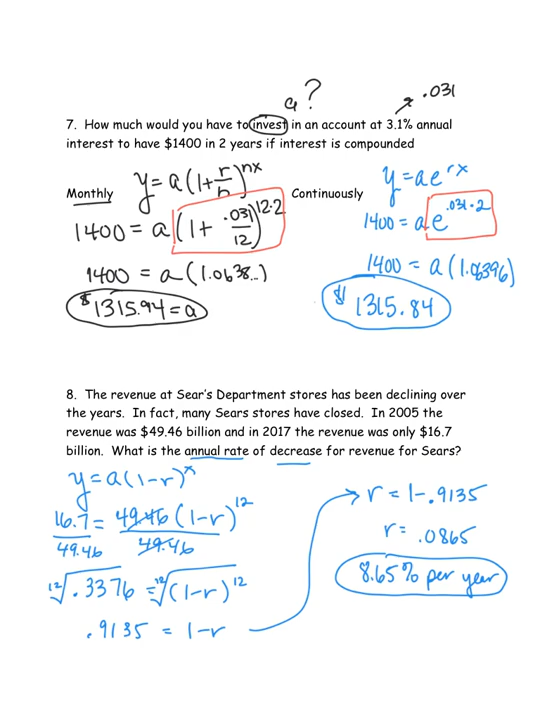 a?
.031
7. How much would you have to invest in an account at 3.1% annual
interest to have $1400 in 2 years if interest is compounded
Monthly
y = a(1+r/n)^nx
1400 = a(1+ .031/12)^12·2
1400 = a(1.0638...)
$1315.94 = a
Continuously
y = ae^rx
1400 = ae^.031·2
1400 = a(1.06396)
$1315.84
8. The revenue at Sear's Department stores has been declining over
the years. In fact, many Sears stores have closed. In 2005 the
revenue was $49.46 billion and in 2017 the revenue was only $16.7
billion. What is the annual rate of decrease for revenue for Sears?
y = a(1-r)^x
16.7/49.46 = 49.46(1-r)^12/49.46
12√.3376 = 12√(1-r)^12
.9135 = 1-r
r = 1-.9135
r = .0865
8.65% per year